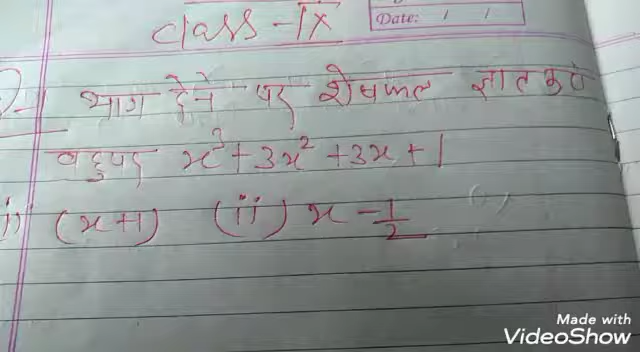 class - IX
Date: / /
भाग देने पर शेषफल ज्ञात करो
बहुपद x³ + 3x² + 3x + 1
i) (x+1) (ii) x - 1/2
Made with
VideoShow